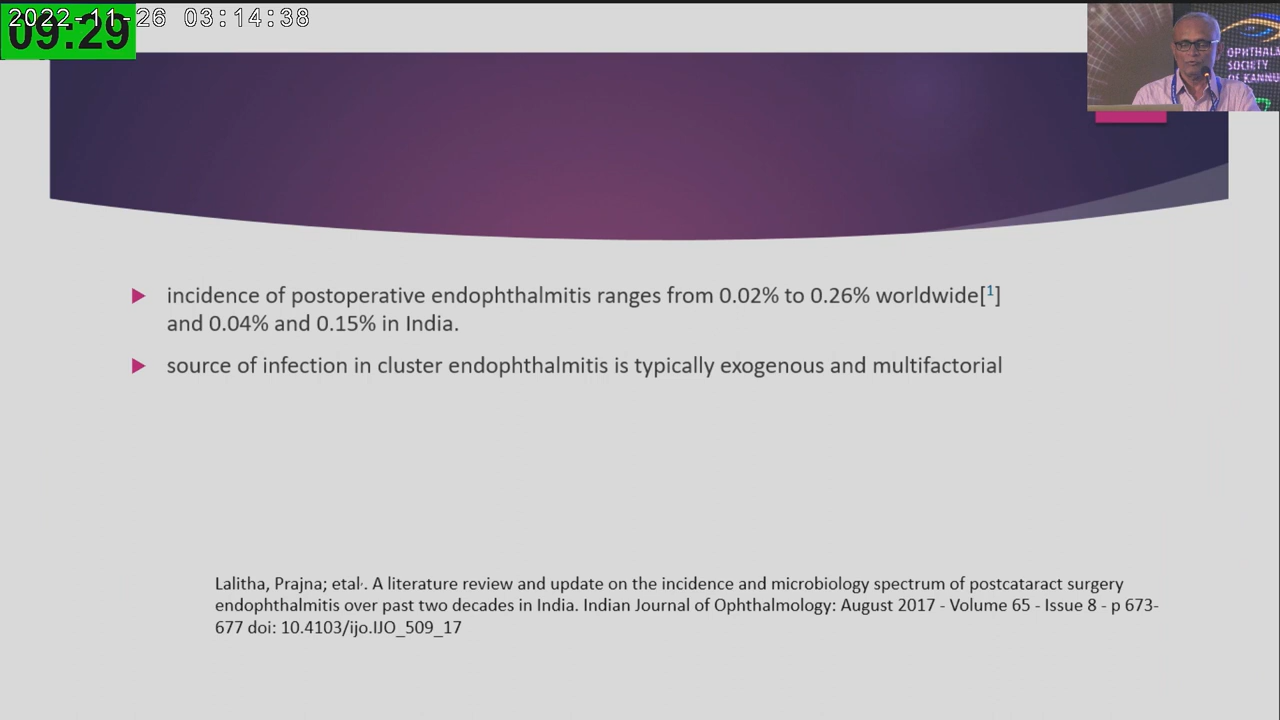 2022-11-26 03:14:38
09:29
OPHTHAL
SOCIETY
OF KANNU
incidence of postoperative endophthalmitis ranges from 0.02% to 0.26% worldwide[1]
and 0.04% and 0.15% in India.
source of infection in cluster endophthalmitis is typically exogenous and multifactorial
Lalitha, Prajna; etal. A literature review and update on the incidence and microbiology spectrum of postcataract surgery
endophthalmitis over past two decades in India. Indian Journal of Ophthalmology: August 2017 - Volume 65 - Issue 8 - p 673-
677 doi: 10.4103/ijo.IJO_509_17